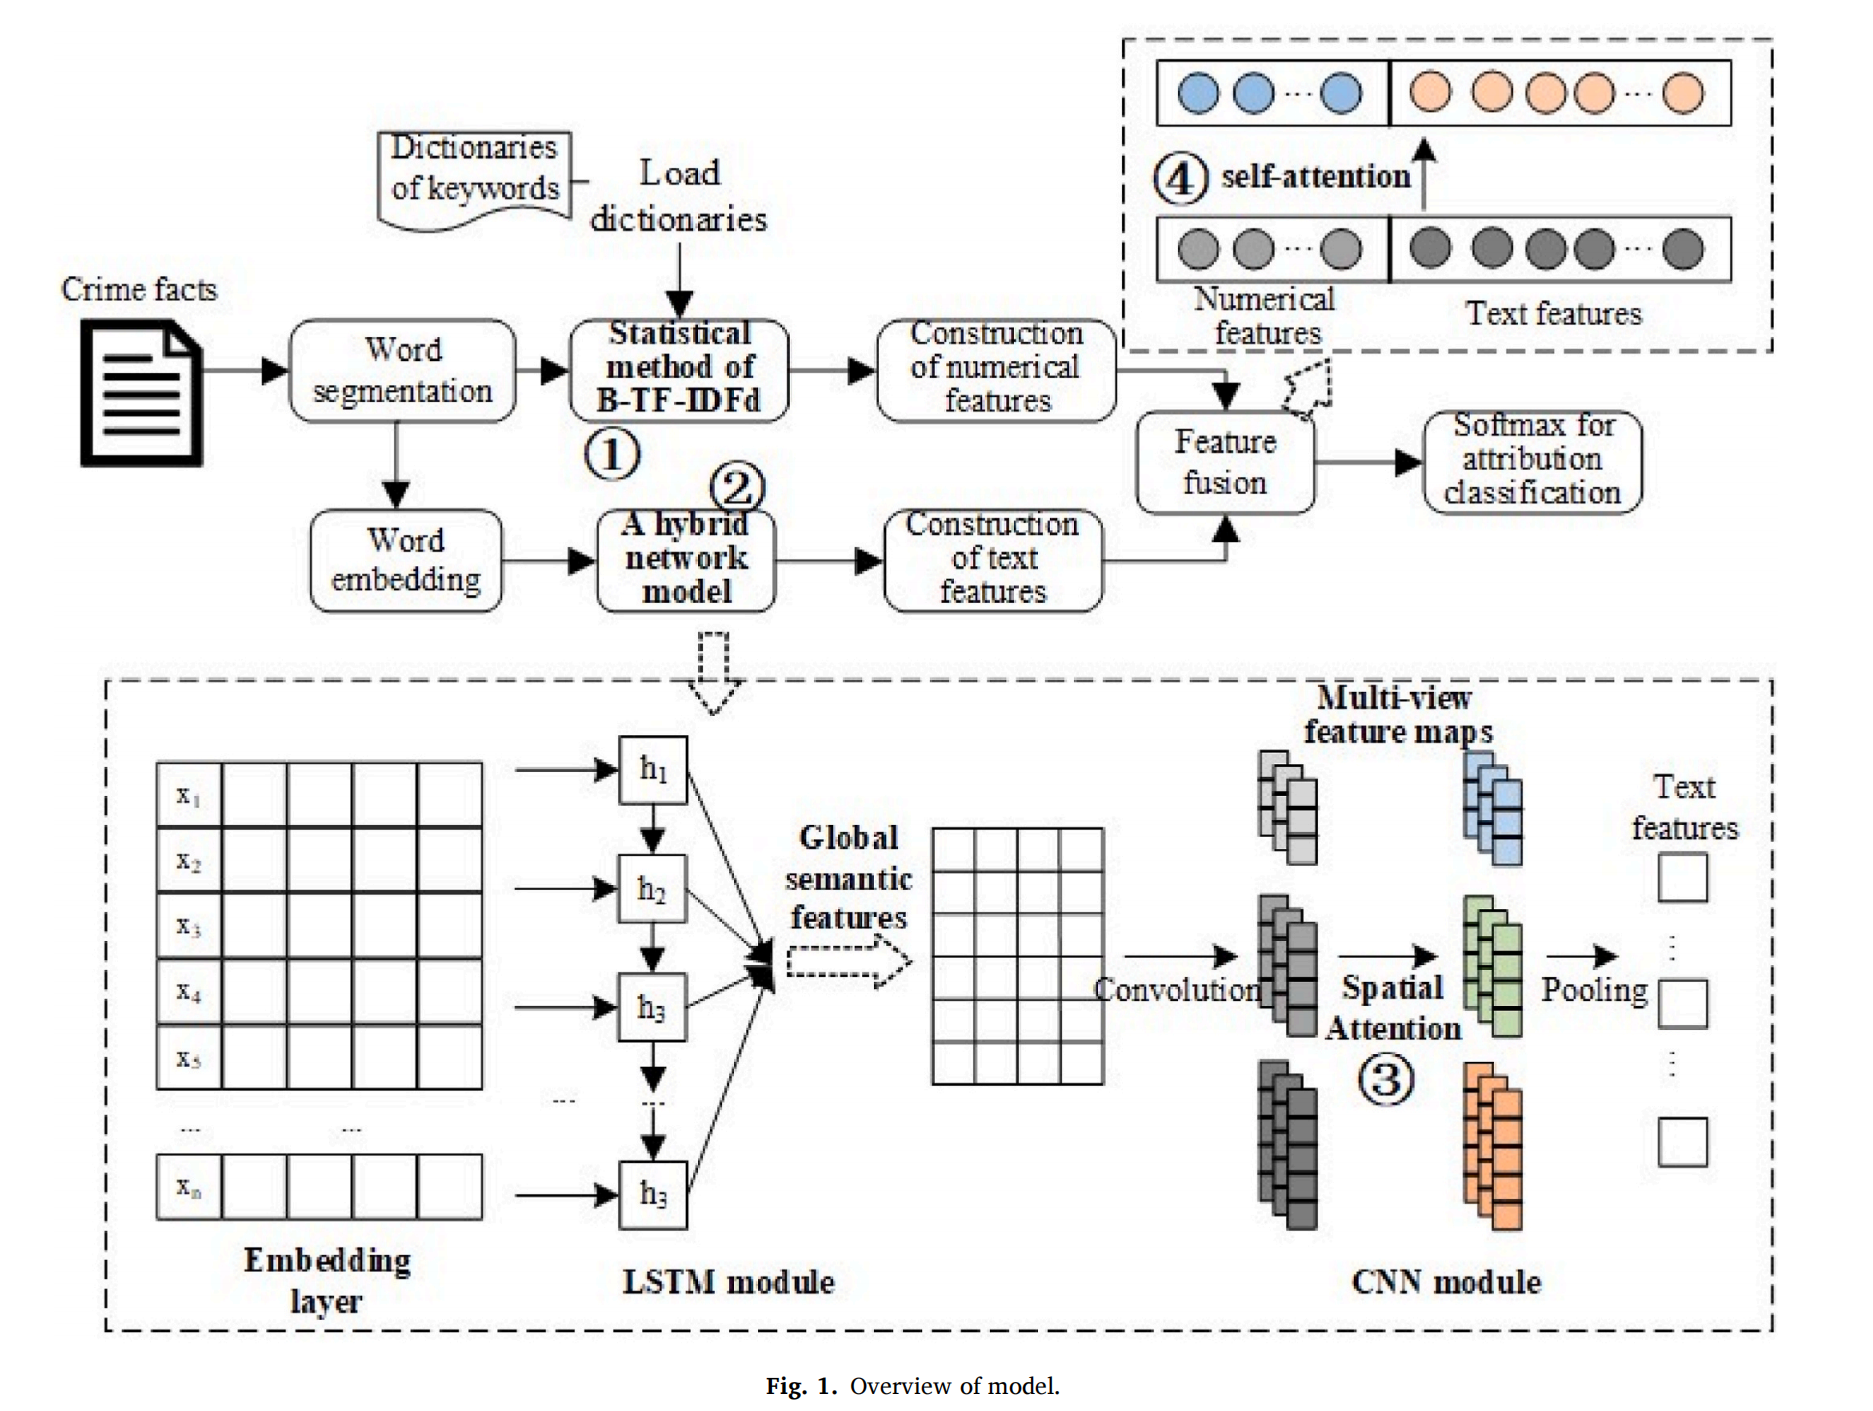 Dictionaries
of keywords
Load
dictionaries
④ self-attention
Numerical
features
Text features
Crime facts
Word
segmentation
Statistical
method of
B-TF-IDFd
①
Construction
of numerical
features
Feature
fusion
Softmax for
attribution
classification
Word
embedding
②
A hybrid
network
model
Construction
of text
features
x1
x2
x3
x4
x5
...
...
xn
Embedding
layer
...
h1
h2
h3
...
h3
LSTM module
Global
semantic
features
Convolution
Multi-view
feature maps
Spatial
Attention
③
Pooling
Text
features
CNN module
Fig. 1. Overview of model.